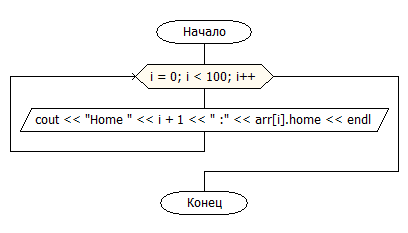 Начало
i = 0; i < 100; i++
cout << "Home " << i + 1 << " :" << arr[i].home << endl
Конец